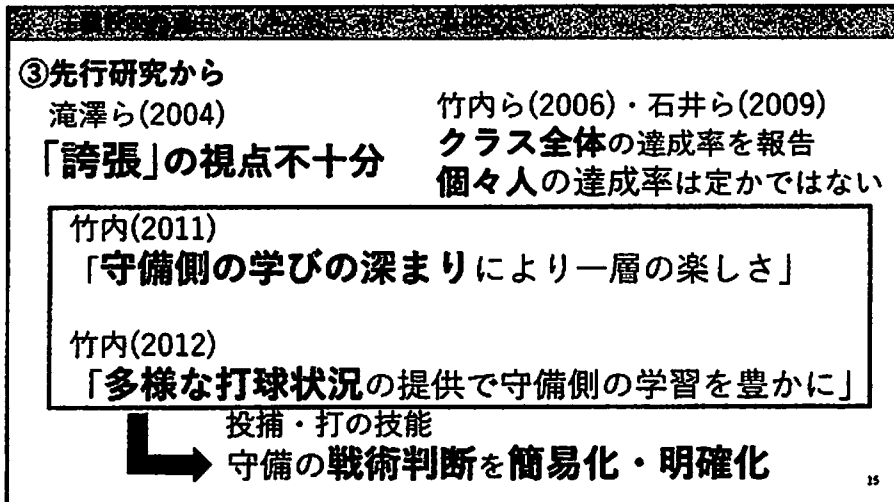 ③先行研究から
滝澤ら(2004)
「誇張」の視点不十分
竹内ら(2006)・石井ら(2009)
クラス全体の達成率を報告
個々人の達成率は定かではない
竹内(2011)
「守備側の学びの深まりにより一層の楽しさ」
竹内(2012)
「多様な打球状況の提供で守備側の学習を豊かに」
投捕・打の技能
守備の戦術判断を簡易化・明確化